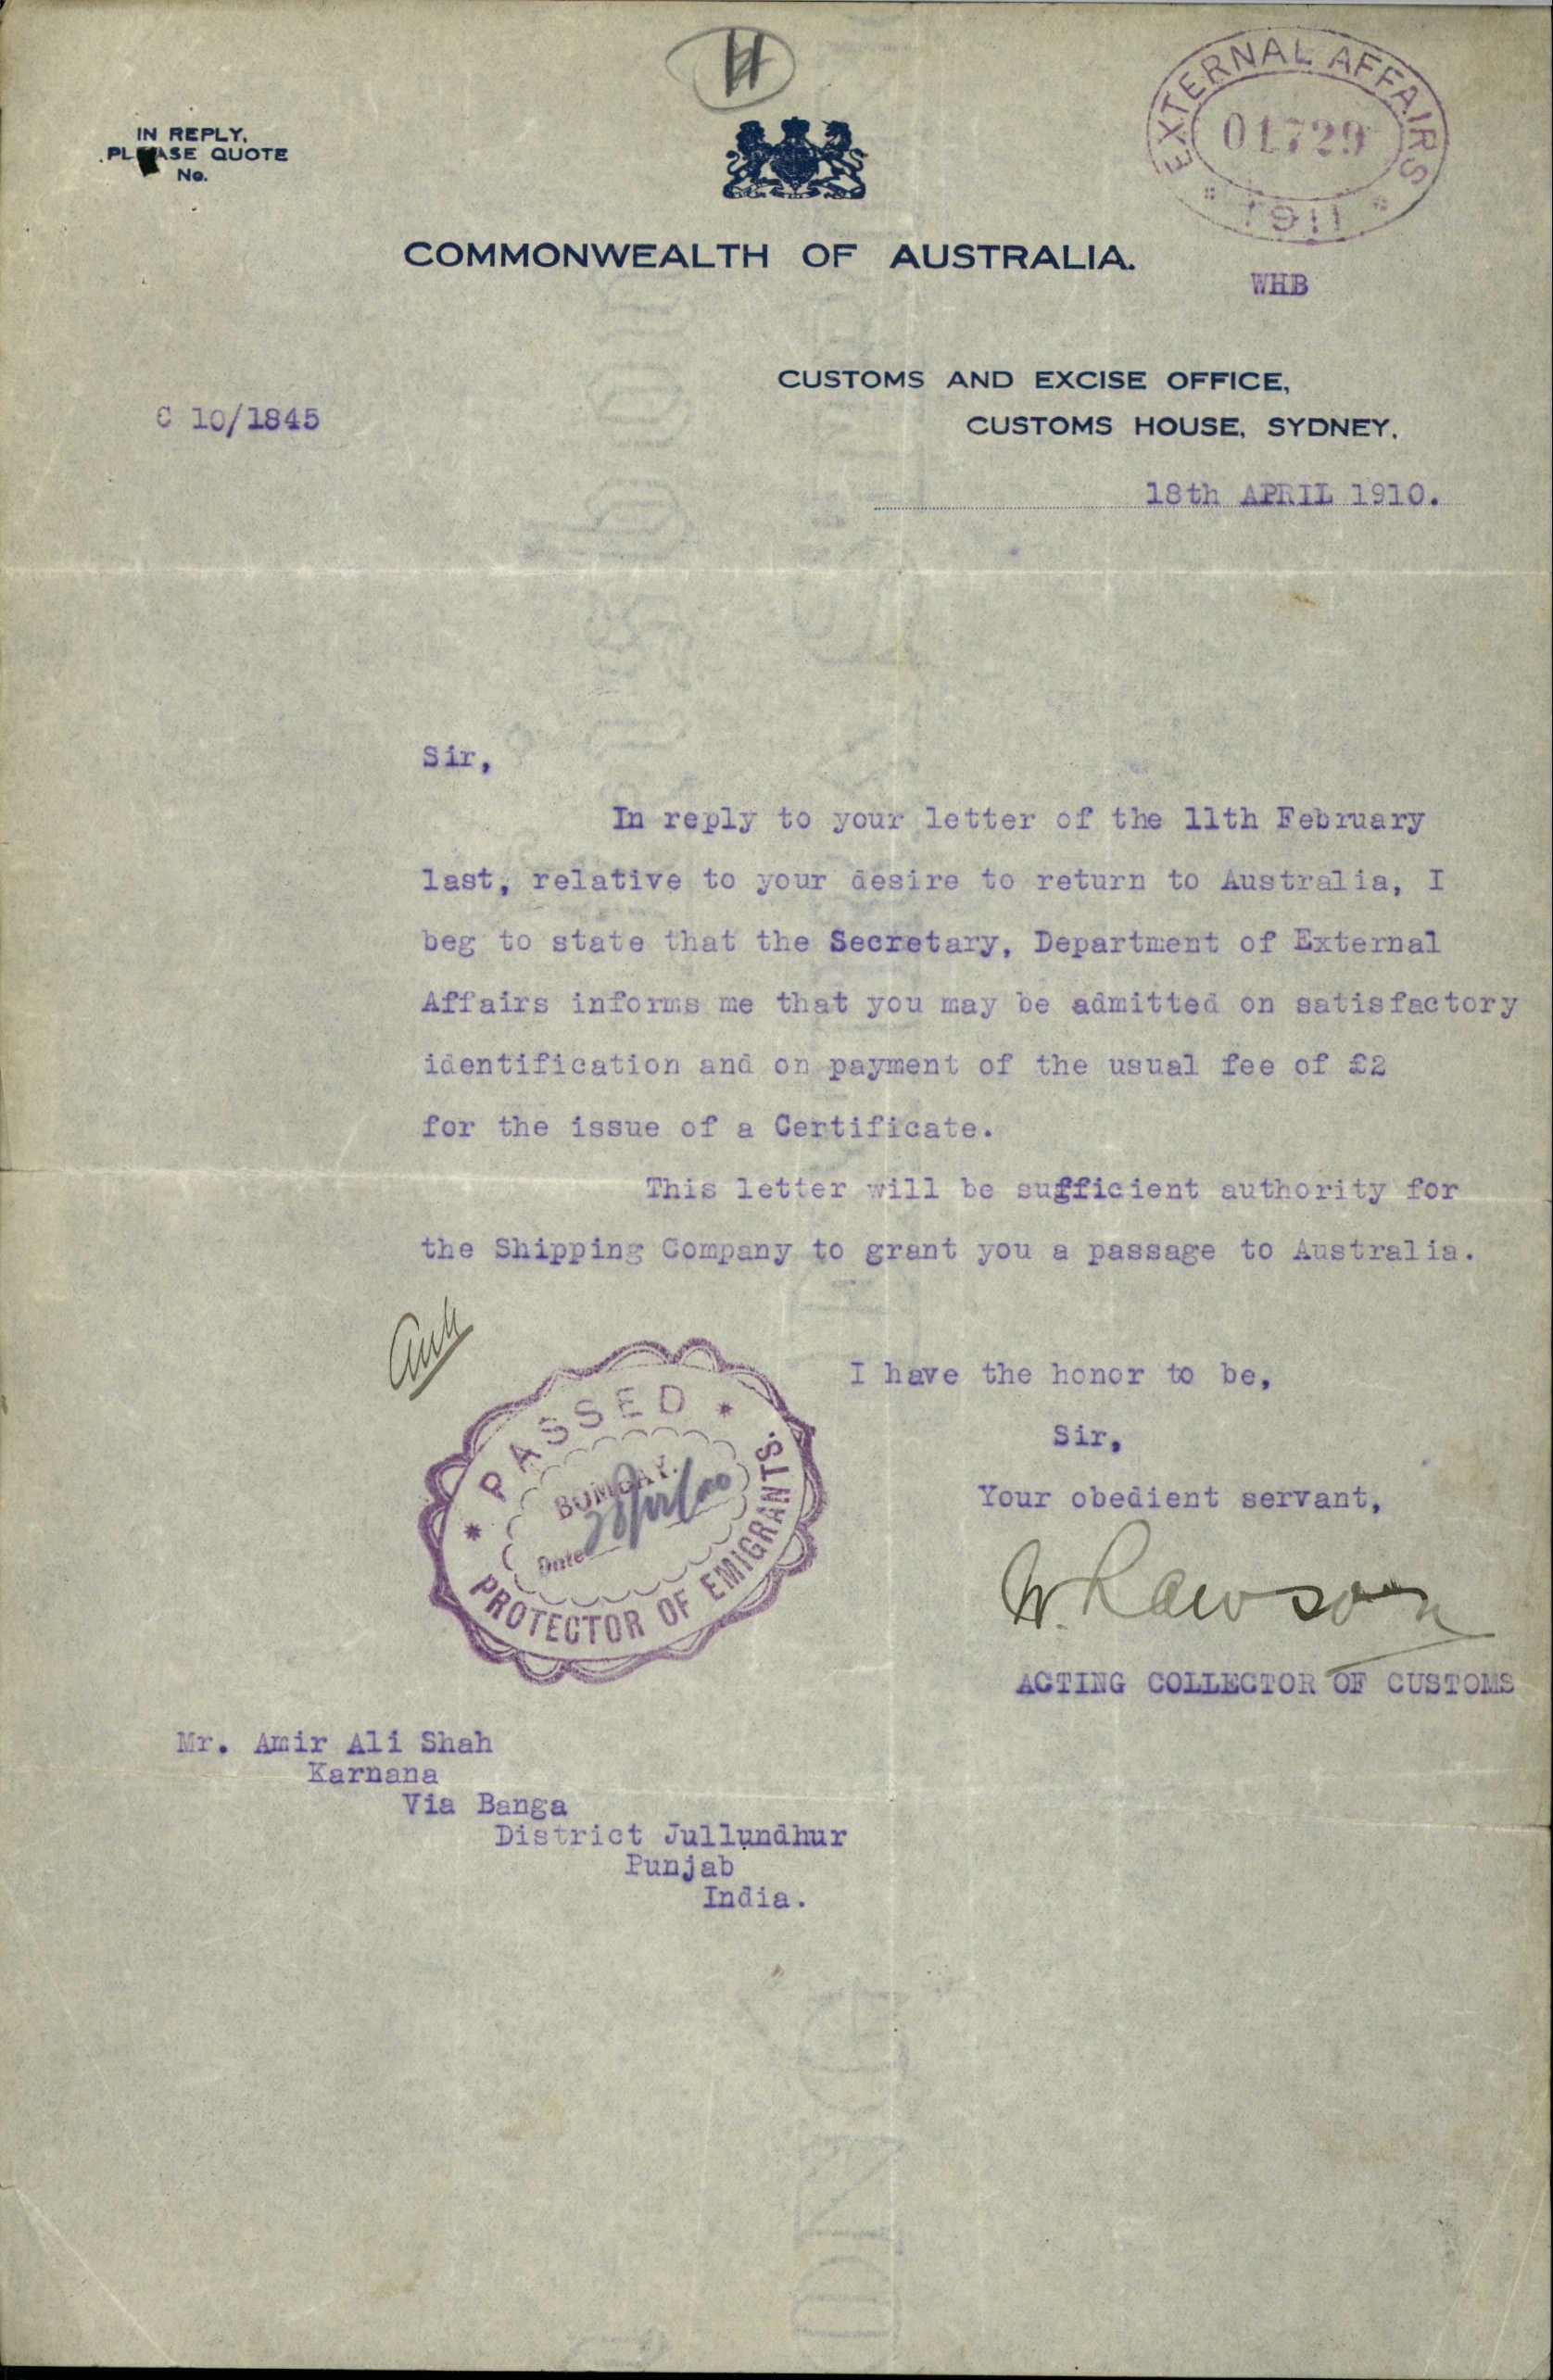 EXTERNAL AFFAIRS
01729
1911
IN REPLY,
PLEASE QUOTE
No.
COMMONWEALTH OF AUSTRALIA.
WHB
CUSTOMS AND EXCISE OFFICE,
CUSTOMS HOUSE, SYDNEY.
C 10/1845
18th APRIL 1910.
Sir,
In reply to your letter of the 11th February
last, relative to your desire to return to Australia, I
beg to state that the Secretary, Department of External
Affairs informs me that you may be admitted on satisfactory
identification and on payment of the usual fee of £2
for the issue of a Certificate.
This letter will be sufficient authority for
the Shipping Company to grant you a passage to Australia.
I have the honor to be,
Sir,
Your obedient servant,
W. Lawson
ACTING COLLECTOR OF CUSTOMS
PASSED
BOMBAY.
Date
PROTECTOR OF EMIGRANTS.
Mr. Amir Ali Shah
Karnana
Via Banga
District Jullundhur
Punjab
India.